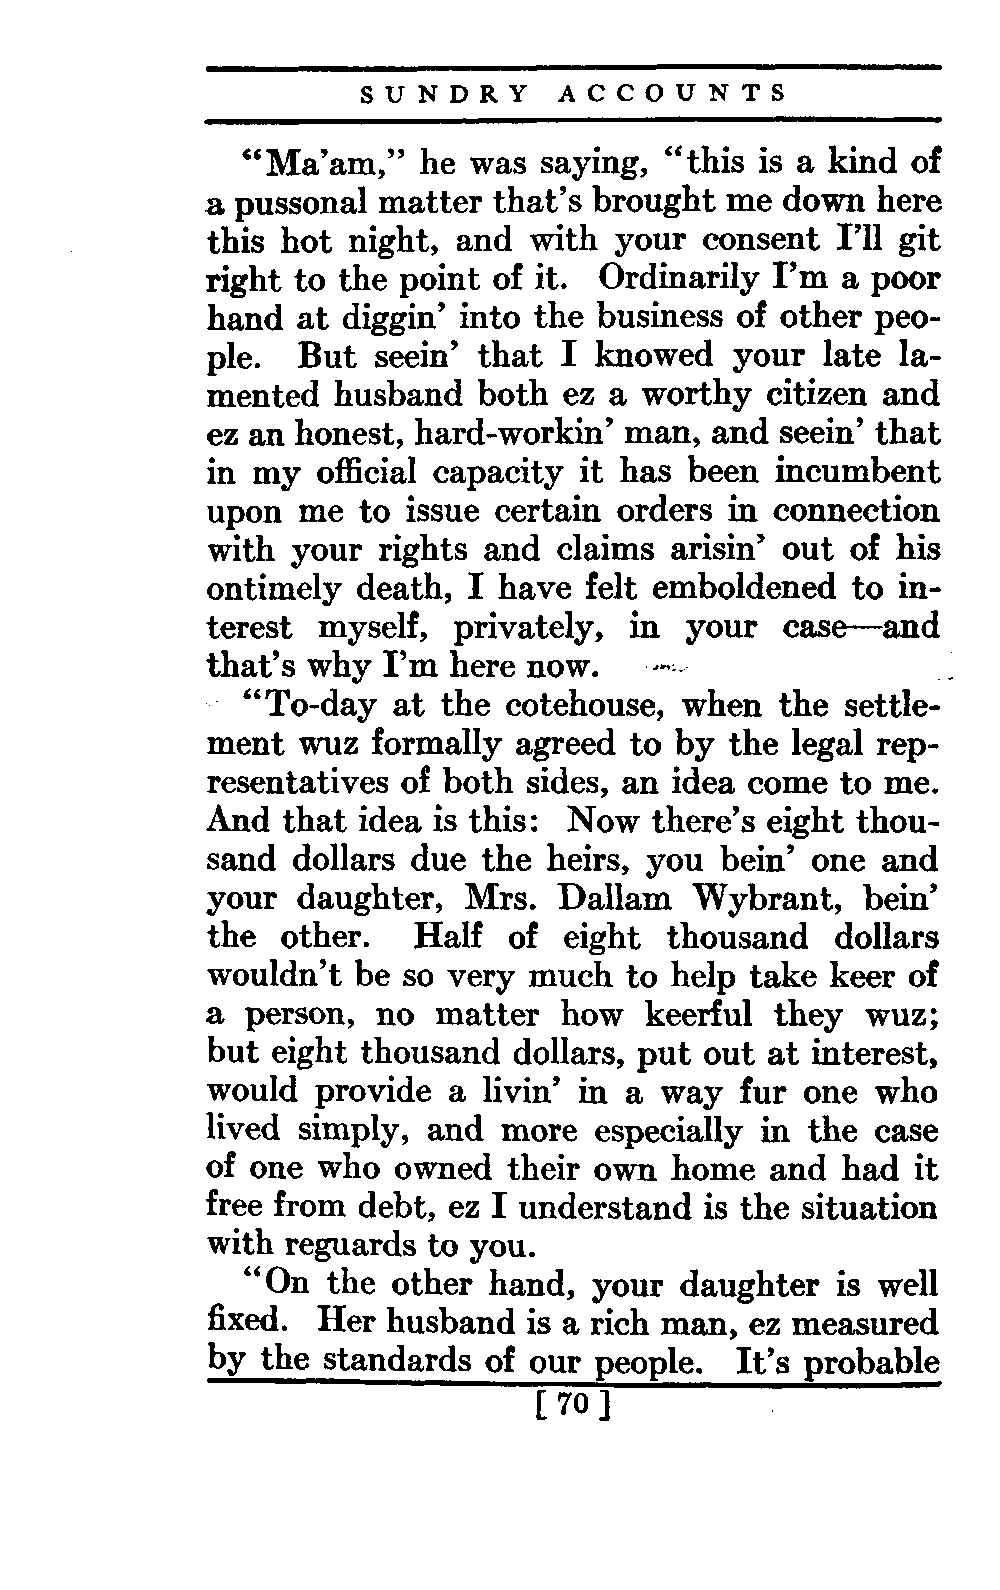 SUNDRY ACCOUNTS
“Ma’am,” he was saying, “this is a kind of
a pussonal matter that’s brought me down here
this hot night, and with your consent I’ll git
right to the point of it. Ordinarily I’m a poor
hand at diggin’ into the business of other peo-
ple. But seein’ that I knowed your late la-
mented husband both ez a worthy citizen and
ez an honest, hard-workin’ man, and seein’ that
in my official capacity it has been incumbent
upon me to issue certain orders in connection
with your rights and claims arisin’ out of his
ontimely death, I have felt emboldened to in-
terest myself, privately, in your case—and
that’s why I’m here now.
“To-day at the cotehouse, when the settle-
ment wuz formally agreed to by the legal rep-
resentatives of both sides, an idea come to me.
And that idea is this: Now there’s eight thou-
sand dollars due the heirs, you bein’ one and
your daughter, Mrs. Dallam Wybrant, bein’
the other. Half of eight thousand dollars
wouldn’t be so very much to help take keer of
a person, no matter how keerful they wuz;
but eight thousand dollars, put out at interest,
would provide a livin’ in a way fur one who
lived simply, and more especially in the case
of one who owned their own home and had it
free from debt, ez I understand is the situation
with reguards to you.
“On the other hand, your daughter is well
fixed. Her husband is a rich man, ez measured
by the standards of our people. It’s probable
[ 70 ]